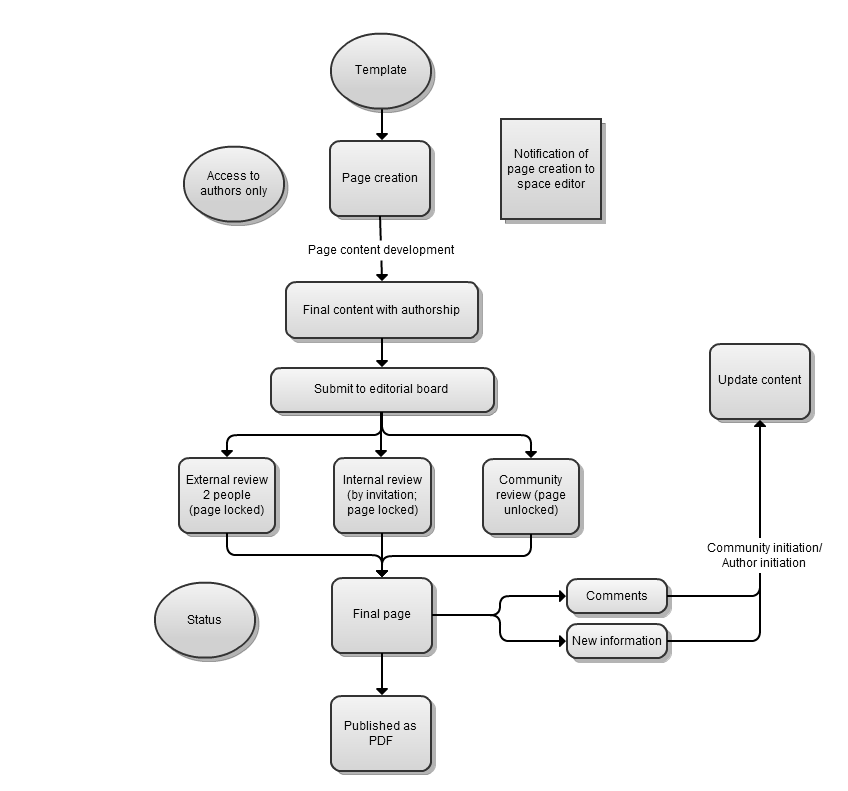 Template
Access to
authors only
Page creation
Notification of
page creation to
space editor
Page content development
Final content with authorship
Submit to editorial board
Update content
External review
2 people
(page locked)
Internal review
(by invitation;
page locked)
Community
review (page
unlocked)
Community initiation/
Author initiation
Status
Final page
Comments
New information
Published as
PDF